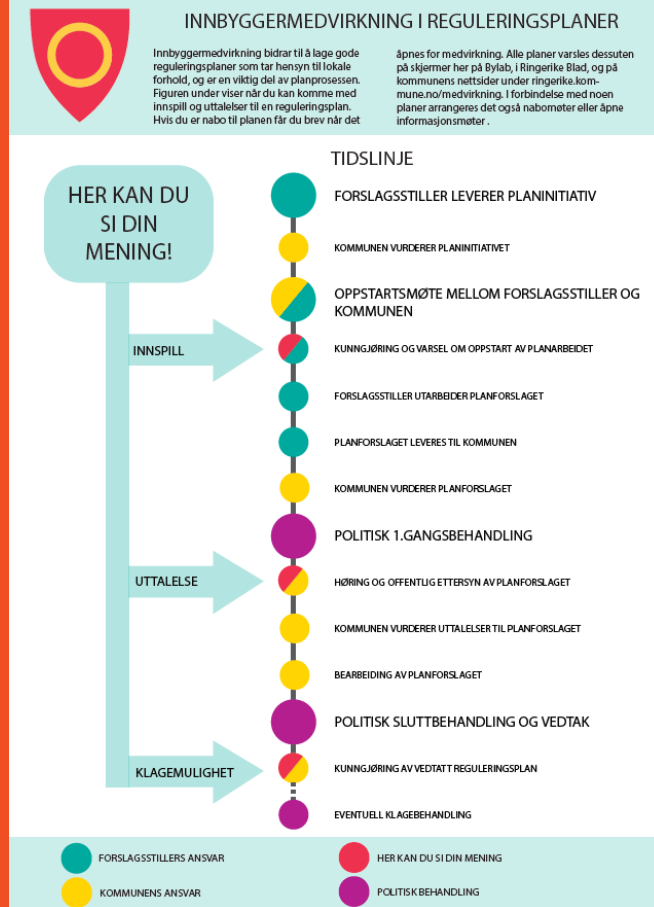 INNBYGGERMEDVIRKNING I REGULERINGSPLANER
Innbyggermedvirkning bidrar til å lage gode
reguleringsplaner som tar hensyn til lokale
forhold, og er en viktig del av planprosessen.
Figuren under viser når du kan komme med
innspill og uttalelser til en reguleringsplan.
Hvis du er nabo til planen får du brev når det
åpnes for medvirkning. Alle planer varsles dessuten
på skjermer her på Bylab, i Ringerike Blad, og på
kommunens nettsider under ringerike.kom-
mune.no/medvirkning. I forbindelse med noen
planer arrangeres det også nabomøter eller åpne
informasjonsmøter .
TIDSLINJE
HER KAN DU
SI DIN
MENING!
FORSLAGSSTILLER LEVERER PLANINITIATIV
KOMMUNEN VURDERER PLANINITIATIVET
OPPSTARTSMØTE MELLOM FORSLAGSSTILLER OG
KOMMUNEN
INNSPILL
KUNNGJØRING OG VARSEL OM OPPSTART AV PLANARBEIDET
FORSLAGSSTILLER UTARBEIDER PLANFORSLAGET
PLANFORSLAGET LEVERES TIL KOMMUNEN
KOMMUNEN VURDERER PLANFORSLAGET
POLITISK 1.GANGSBEHANDLING
UTTALELSE
HØRING OG OFFENTLIG ETTERSYN AV PLANFORSLAGET
KOMMUNEN VURDERER UTTALELSER TIL PLANFORSLAGET
BEARBEIDING AV PLANFORSLAGET
POLITISK SLUTTBEHANDLING OG VEDTAK
KLAGEMULIGHET
KUNNGJØRING AV VEDTATT REGULERINGSPLAN
EVENTUELL KLAGEBEHANDLING
FORSLAGSSTILLERS ANSVAR
HER KAN DU SI DIN MENING
KOMMUNENS ANSVAR
POLITISK BEHANDLING